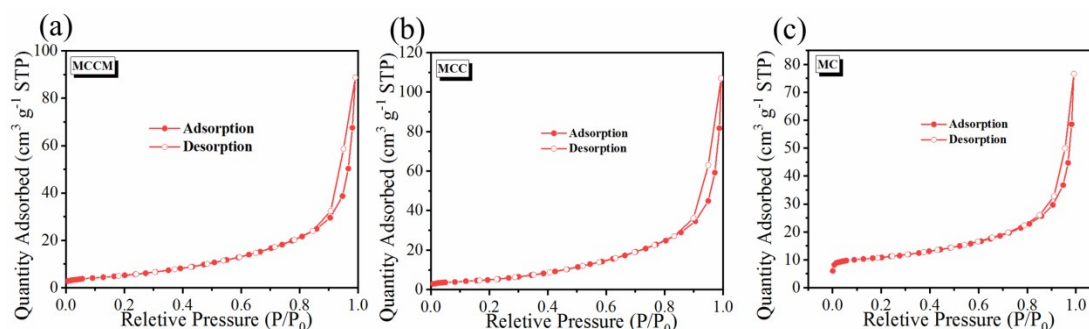 (a)
MCCM
Adsorption
Desorption
Quantity Adsorbed (cm³ g⁻¹ STP)
100
80
60
40
20
0
0.0 0.2 0.4 0.6 0.8 1.0
Reletive Pressure (P/P₀)
(b)
MCC
Adsorption
Desorption
Quantity Adsorbed (cm³ g⁻¹ STP)
120
100
80
60
40
20
0
0.0 0.2 0.4 0.6 0.8 1.0
Reletive Pressure (P/P₀)
(c)
MC
Adsorption
Desorption
Quantity Adsorbed (cm³ g⁻¹ STP)
80
70
60
50
40
30
20
10
0
0.0 0.2 0.4 0.6 0.8 1.0
Reletive Pressure (P/P₀)